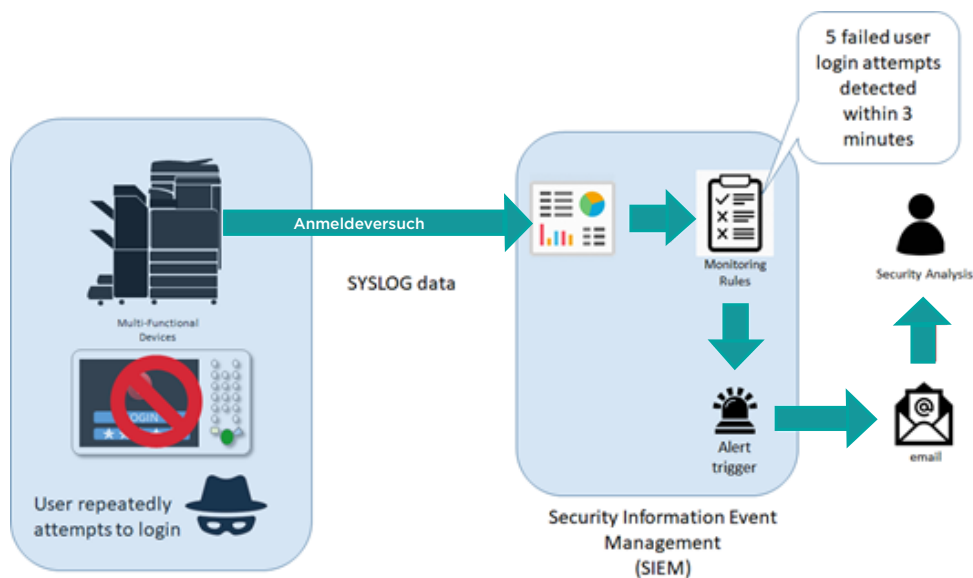 5 failed user
login attempts
detected
within 3
minutes
Anmeldeversuch
SYSLOG data
Multi-Functional
Devices
LOGIN
User repeatedly
attempts to login
Monitoring
Rules
Alert
trigger
Security Analysis
@
email
Security Information Event
Management
(SIEM)